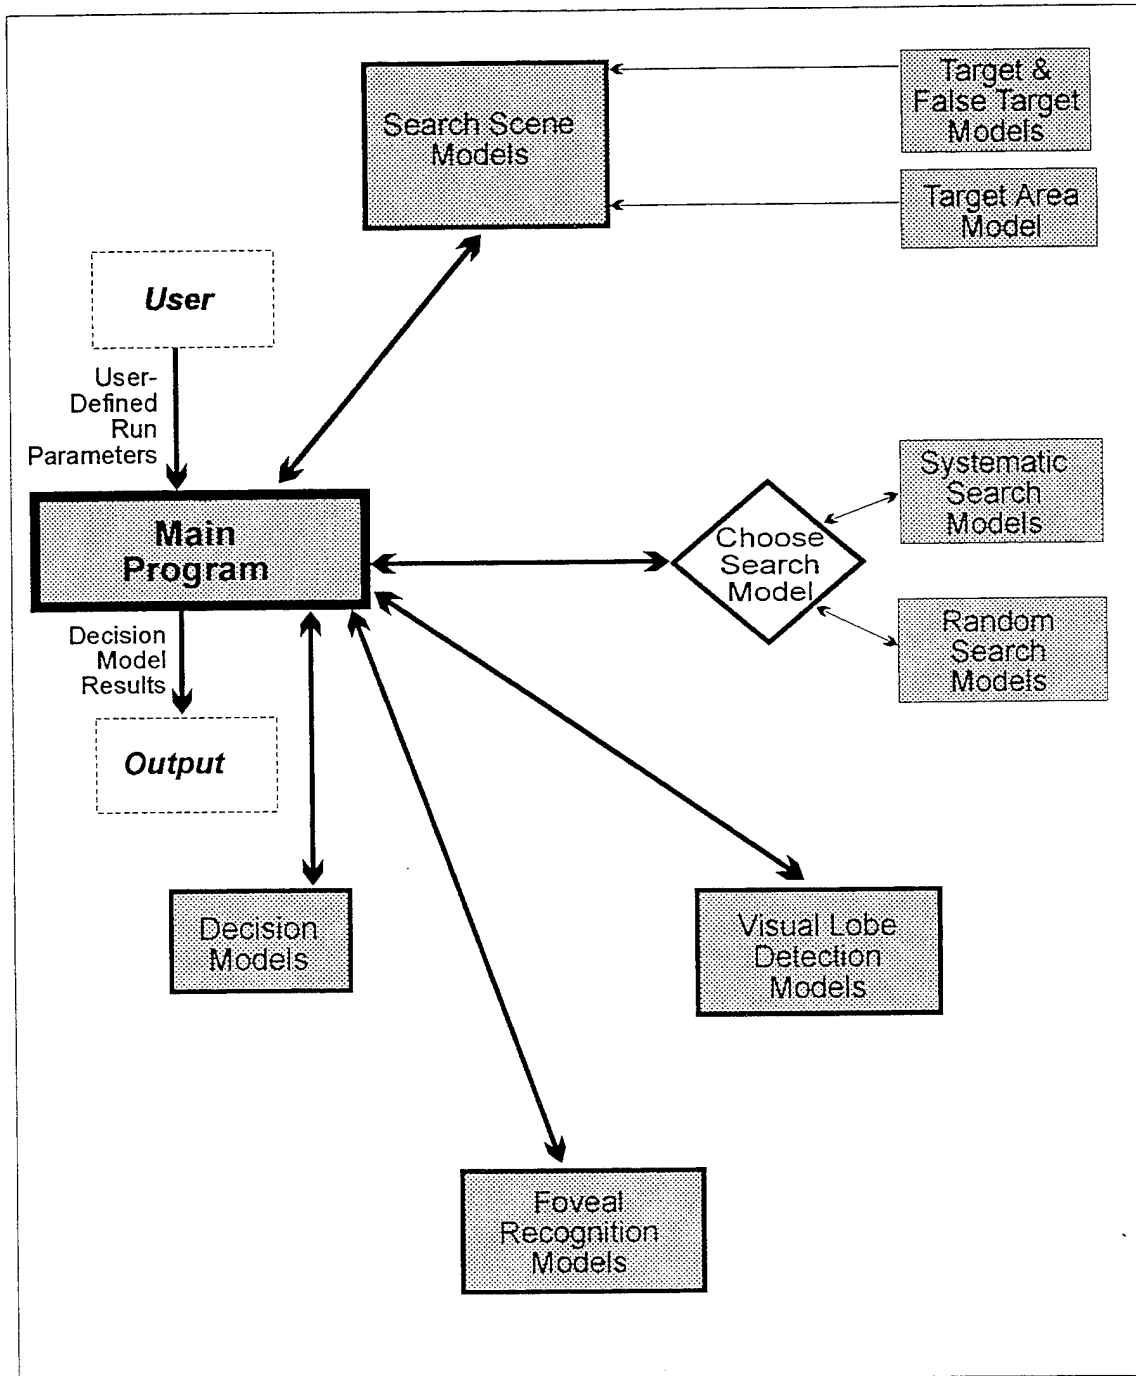 Target &
False Target
Models
Search Scene
Models
Target Area
Model
User
User-
Defined
Run
Parameters
Systematic
Search
Models
Main
Program
Choose
Search
Model
Random
Search
Models
Decision
Model
Results
Output
Decision
Models
Visual Lobe
Detection
Models
Foveal
Recognition
Models